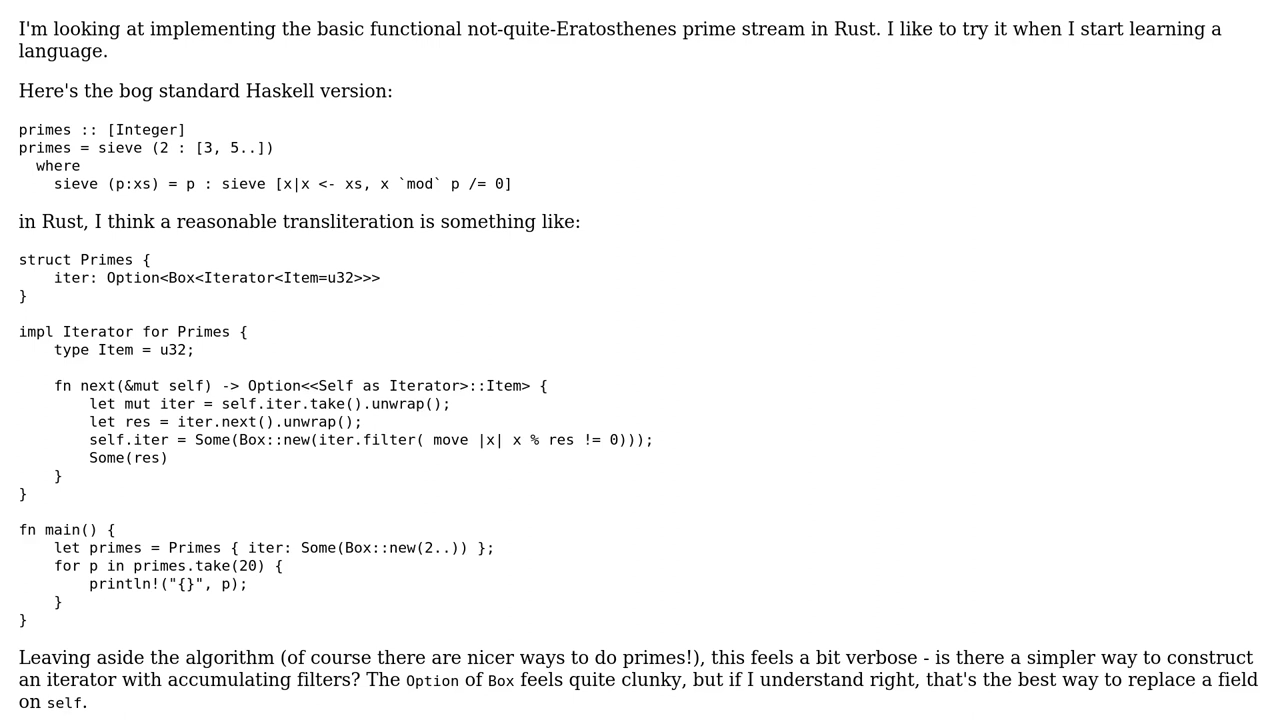 I'm looking at implementing the basic functional not-quite-Eratosthenes prime stream in Rust. I like to try it when I start learning a
language.
Here's the bog standard Haskell version:
primes :: [Integer]
primes = sieve (2 : [3, 5..])
  where
    sieve (p:xs) = p : sieve [x|x <- xs, x `mod` p /= 0]
in Rust, I think a reasonable transliteration is something like:
struct Primes {
    iter: Option<Box<Iterator<Item=u32>>>
}
impl Iterator for Primes {
    type Item = u32;
    fn next(&mut self) -> Option<<Self as Iterator>::Item> {
        let mut iter = self.iter.take().unwrap();
        let res = iter.next().unwrap();
        self.iter = Some(Box::new(iter.filter( move |x| x % res != 0)));
        Some(res)
    }
}
fn main() {
    let primes = Primes { iter: Some(Box::new(2..)) };
    for p in primes.take(20) {
        println!("{}", p);
    }
}
Leaving aside the algorithm (of course there are nicer ways to do primes!), this feels a bit verbose - is there a simpler way to construct
an iterator with accumulating filters? The Option of Box feels quite clunky, but if I understand right, that's the best way to replace a field
on self.